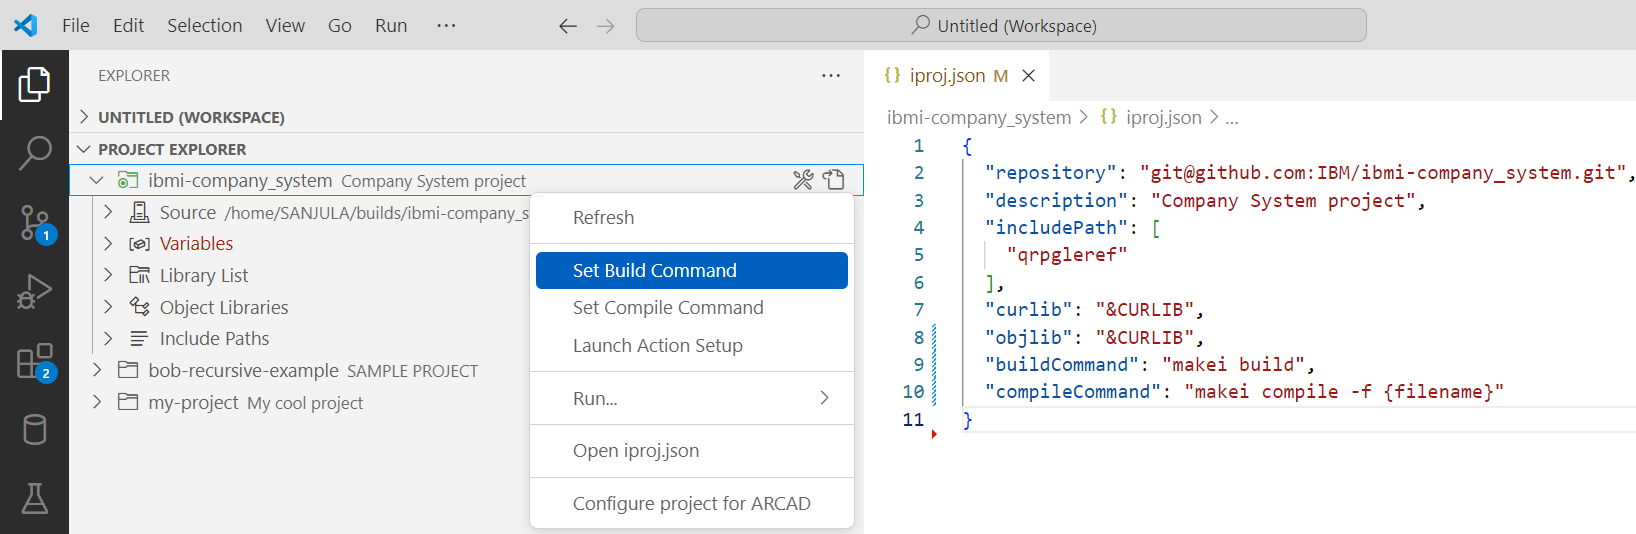 File Edit Selection View Go Run ··· Untitled (Workspace)
EXPLORER ···
UNTITLED (WORKSPACE)
PROJECT EXPLORER
ibmi-company_system Company System project
Source /home/SANJULA/builds/ibmi-company_s
Variables
Library List
Object Libraries
Include Paths
bob-recursive-example SAMPLE PROJECT
my-project My cool project
1
2
Refresh
Set Build Command
Set Compile Command
Launch Action Setup
Run...
Open iproj.json
Configure project for ARCAD
{} iproj.json M
ibmi-company_system > {} iproj.json > ...
1 {
2 "repository": "git@github.com:IBM/ibmi-company_system.git",
3 "description": "Company System project",
4 "includePath": [
5 "qrpgleref"
6 ],
7 "curlib": "&CURLIB",
8 "objlib": "&CURLIB",
9 "buildCommand": "makei build",
10 "compileCommand": "makei compile -f {filename}"
11 }